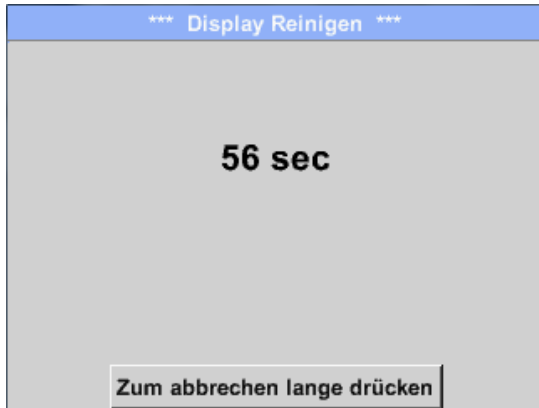 *** Display Reinigen ***
56 sec
Zum abbrechen lange drücken